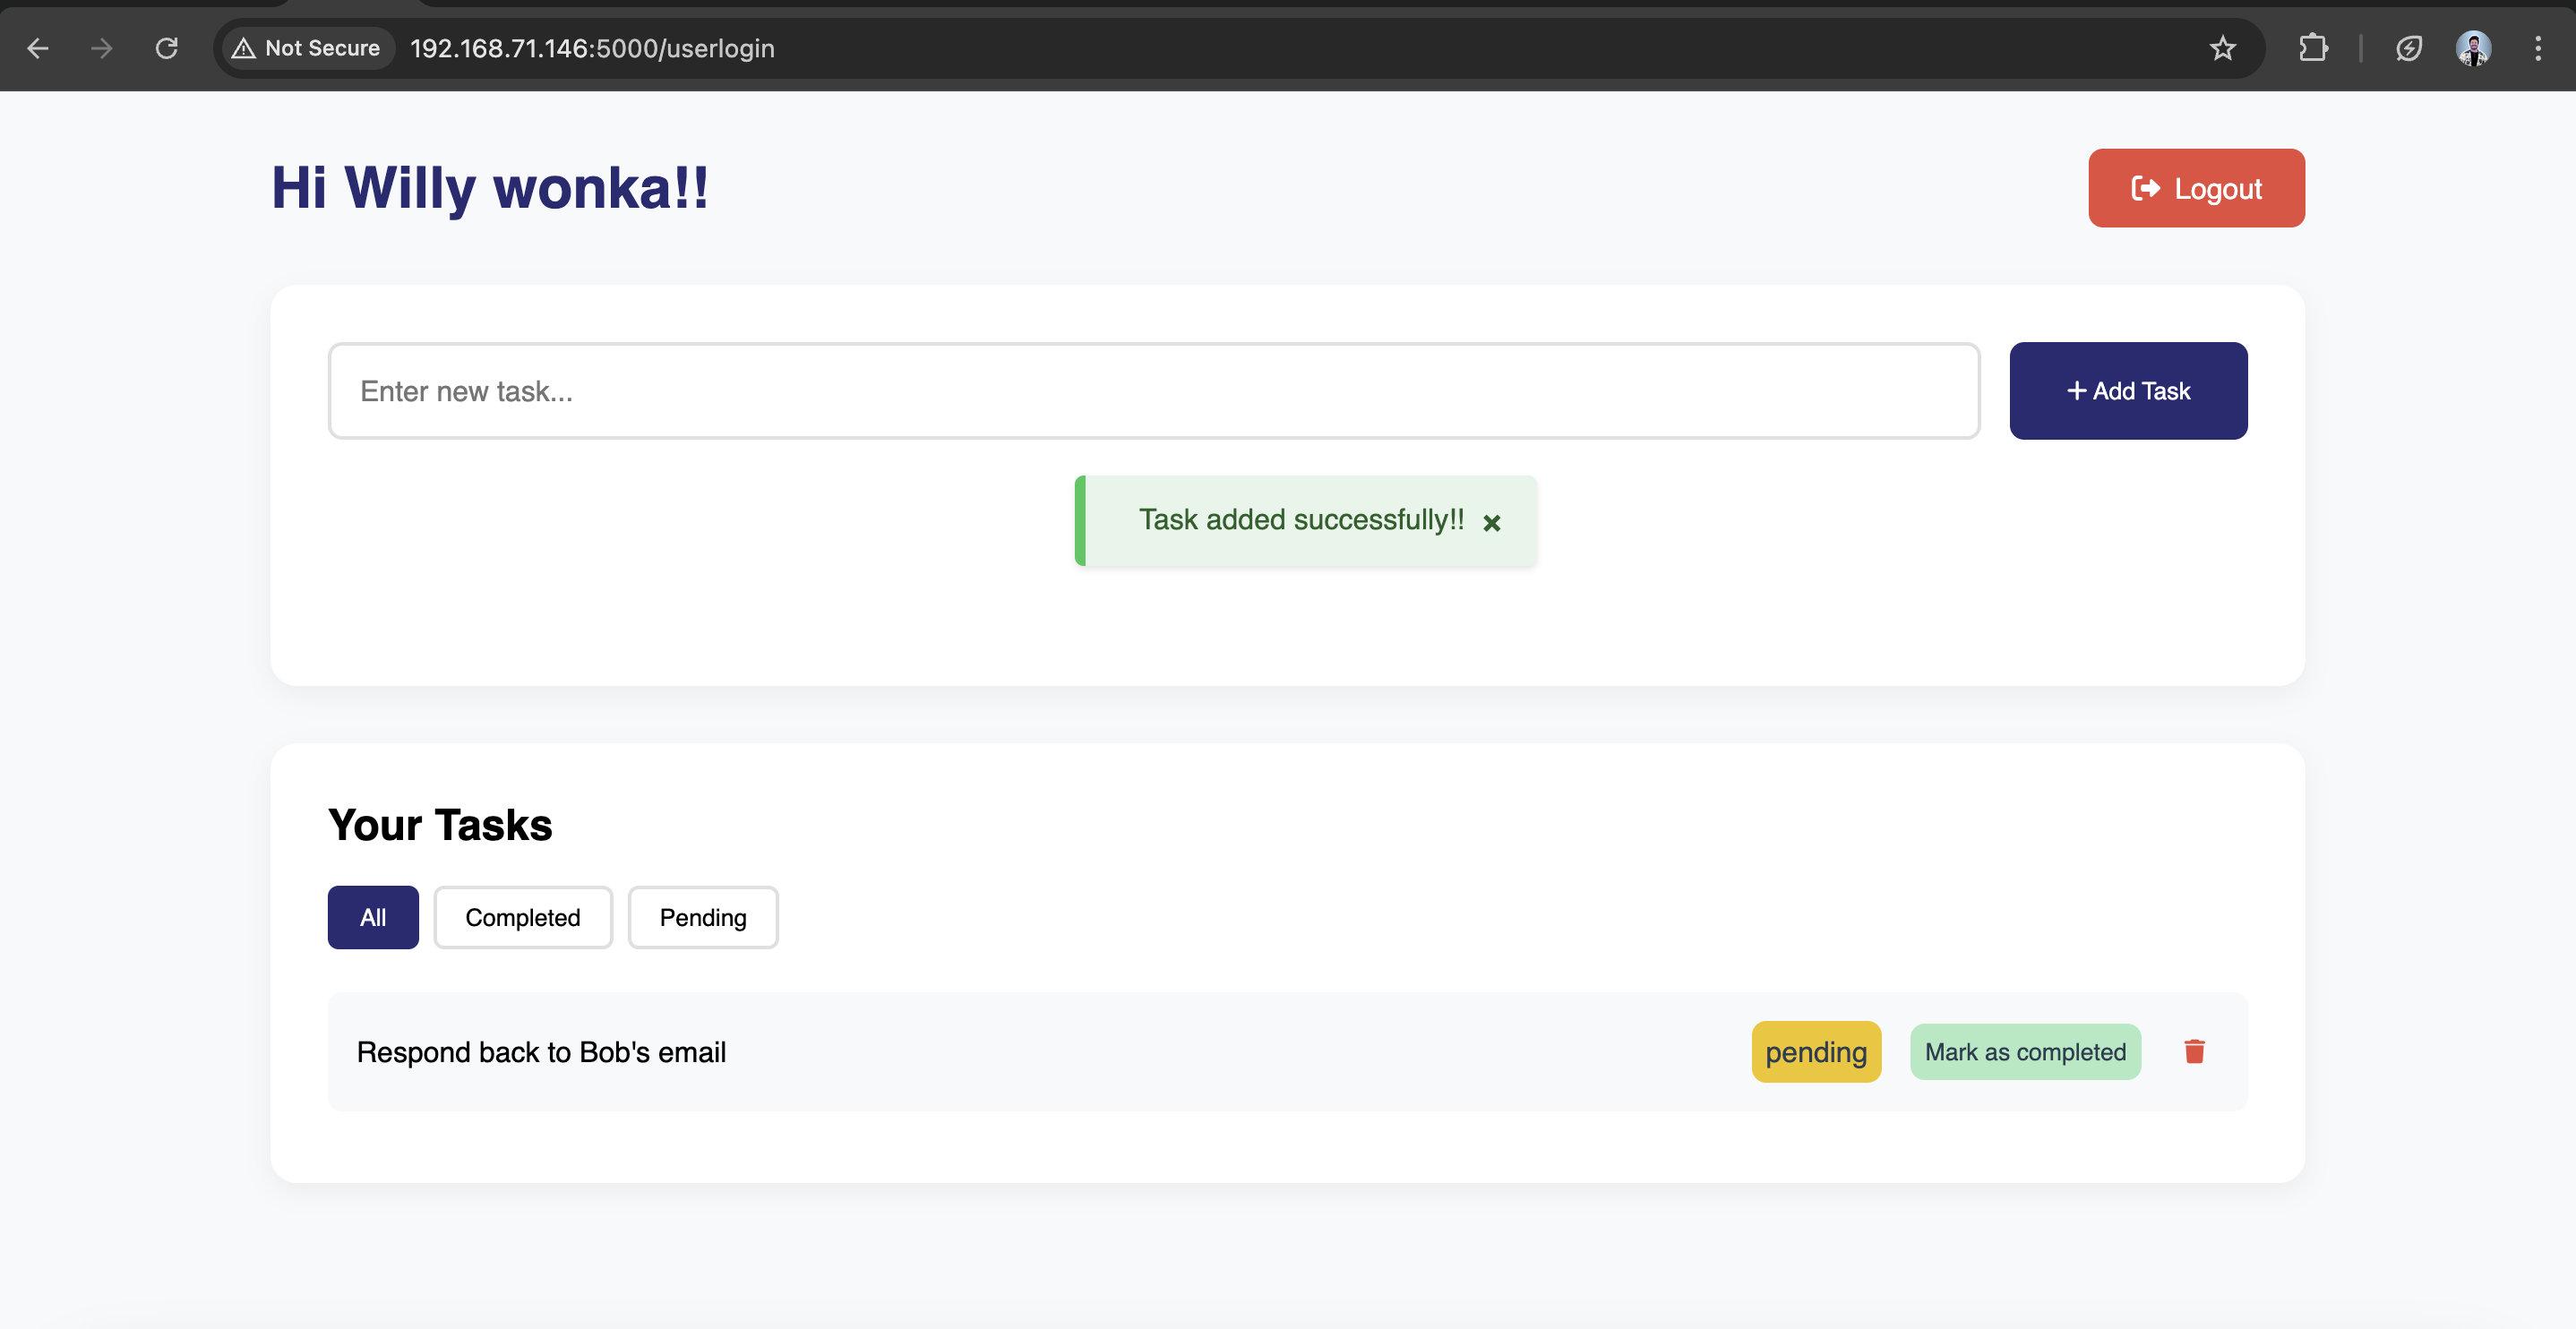 Not Secure 192.168.71.146:5000/userlogin
Hi Willy wonka!!
Logout
Enter new task...
+ Add Task
Task added successfully!! ×
Your Tasks
All Completed Pending
Respond back to Bob's email pending Mark as completed